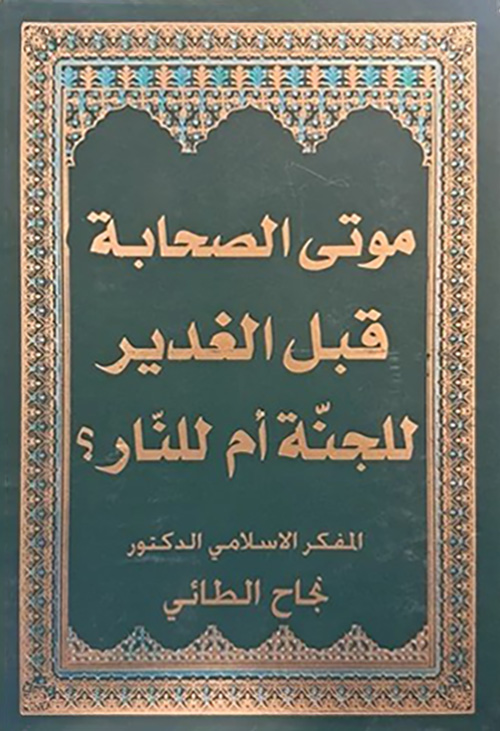 موتى الصحابة
قبل الغدير
للجنّة أم للنّار؟
المفكر الاسلامي الدكتور
نجاح الطائي